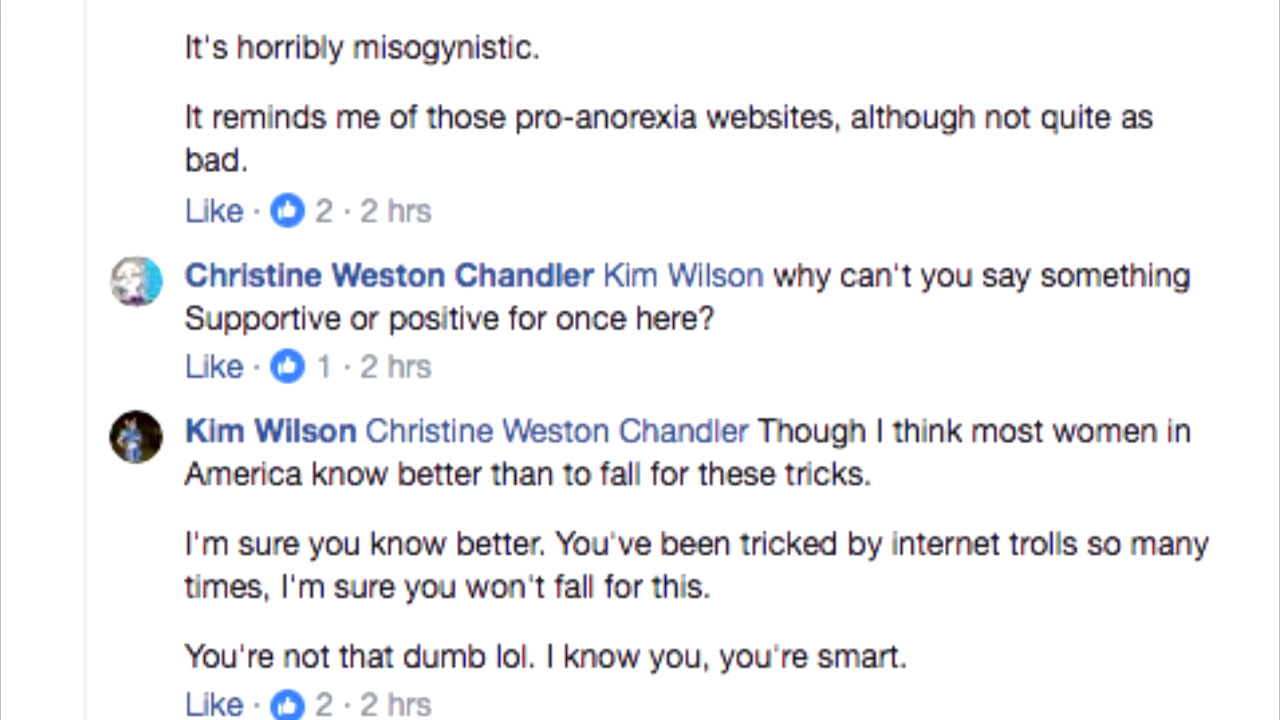 It's horribly misogynistic.
It reminds me of those pro-anorexia websites, although not quite as
bad.
Like · 2 · 2 hrs
Christine Weston Chandler Kim Wilson why can't you say something
Supportive or positive for once here?
Like · 1 · 2 hrs
Kim Wilson Christine Weston Chandler Though I think most women in
America know better than to fall for these tricks.
I'm sure you know better. You've been tricked by internet trolls so many
times, I'm sure you won't fall for this.
You're not that dumb lol. I know you, you're smart.
Like · 2 · 2 hrs